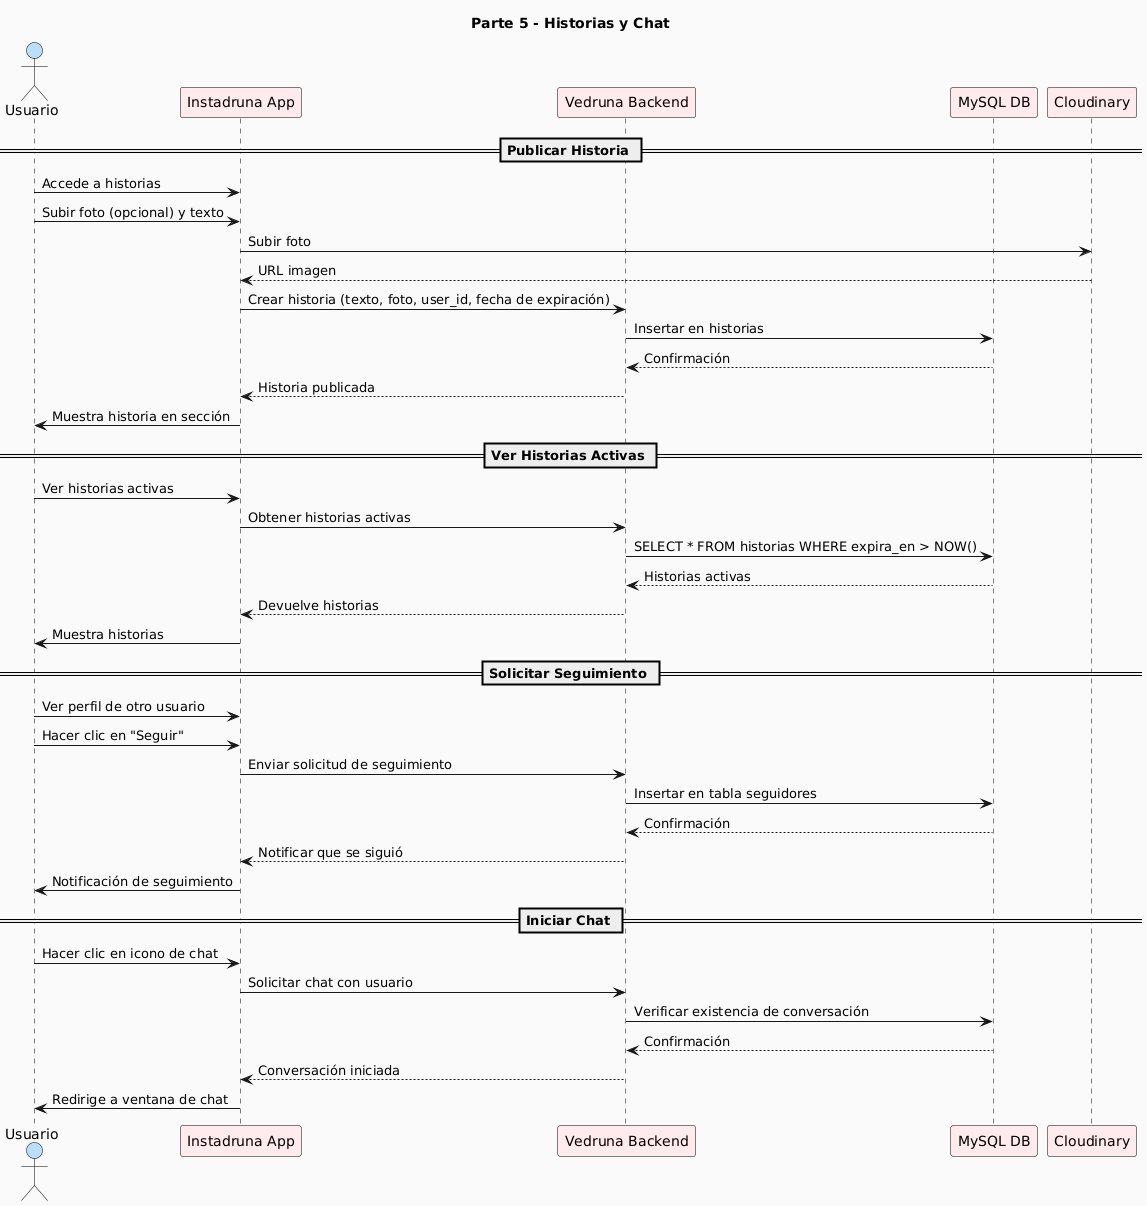 Parte 5 - Historias y Chat
Usuario
Instadruna App
Vedruna Backend
MySQL DB
Cloudinary
Publicar Historia
Accede a historias
Subir foto (opcional) y texto
Subir foto
URL imagen
Crear historia (texto, foto, user_id, fecha de expiración)
Insertar en historias
Confirmación
Historia publicada
Muestra historia en sección
Ver Historias Activas
Ver historias activas
Obtener historias activas
SELECT * FROM historias WHERE expira_en > NOW()
Historias activas
Devuelve historias
Muestra historias
Solicitar Seguimiento
Ver perfil de otro usuario
Hacer clic en "Seguir"
Enviar solicitud de seguimiento
Insertar en tabla seguidores
Confirmación
Notificar que se siguió
Notificación de seguimiento
Iniciar Chat
Hacer clic en icono de chat
Solicitar chat con usuario
Verificar existencia de conversación
Confirmación
Conversación iniciada
Redirige a ventana de chat
Usuario
Instadruna App
Vedruna Backend
MySQL DB
Cloudinary